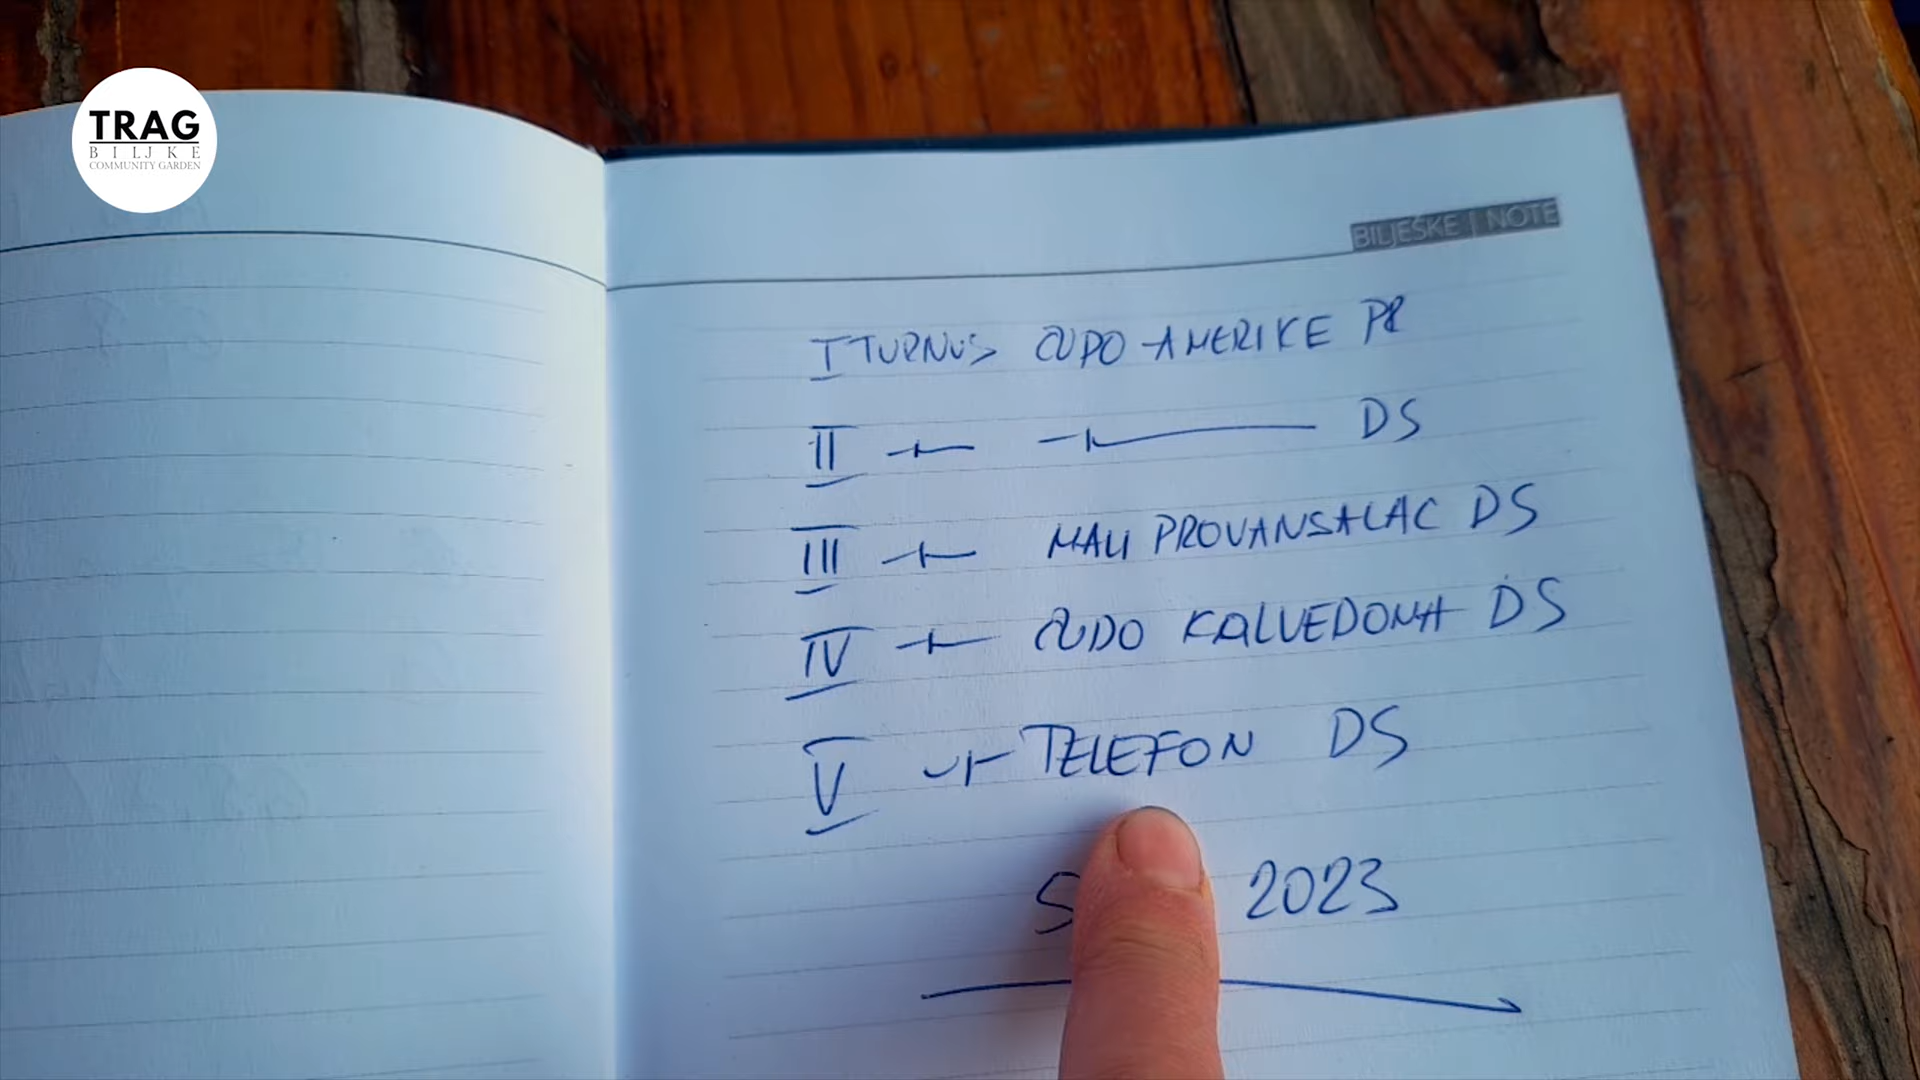 TRAG
BILJKE
COMMUNITY GARDEN
BILJEŠKE | NOTE
I TURNUS ČUDO AMERIKE PR
II -||- -||- DS
III -||- MALI PROVANSALAC DS
IV -||- ČUDO KALVEDONA DS
V -||- TELEFON DS
2023